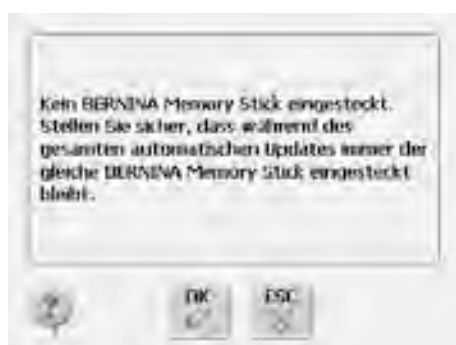 Kein BERNINA Memory Stick eingesteckt.
Stellen Sie sicher, dass während des
gesamten automatischen Updates immer der
gleiche BERNINA Memory Stick eingesteckt
bleibt.
?
OK ESC